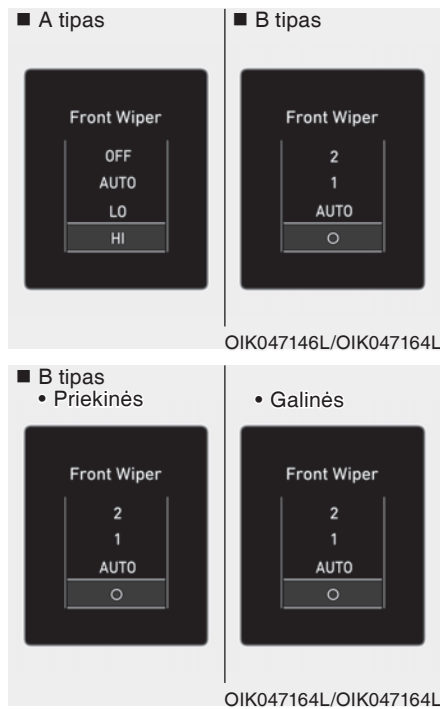 ■ A tipas
Front Wiper
OFF
AUTO
LO
HI
■ B tipas
Front Wiper
2
1
AUTO
O
OIK047146L/OIK047164L
■ B tipas
• Priekinės
Front Wiper
2
1
AUTO
O
• Galinės
Front Wiper
2
1
AUTO
O
OIK047164L/OIK047164L